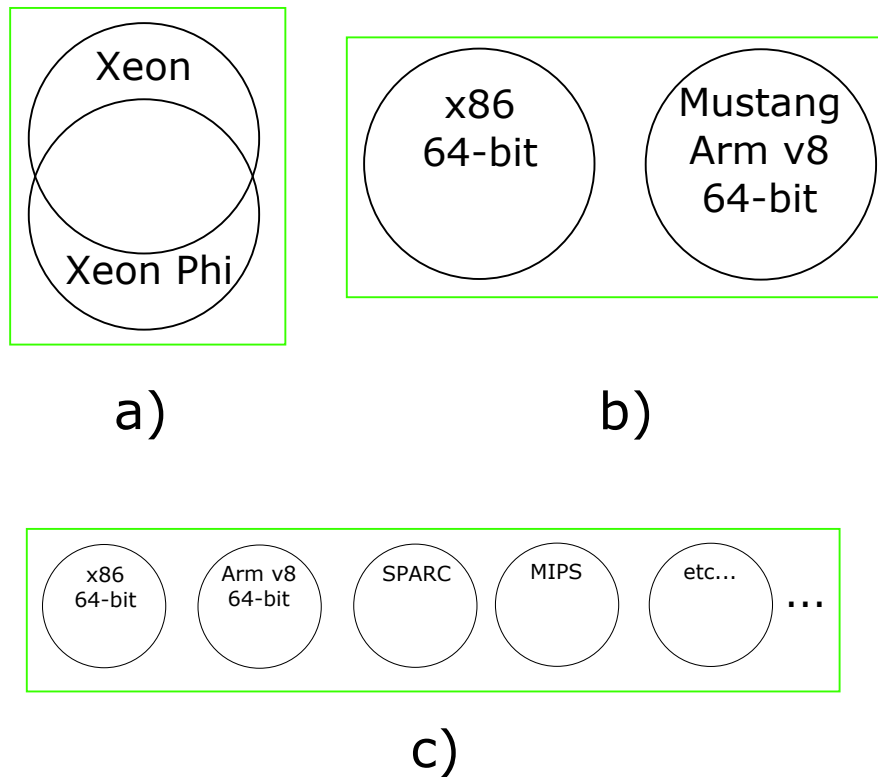 Xeon
Xeon Phi
a)
x86
64-bit
Mustang
Arm v8
64-bit
b)
x86
64-bit
Arm v8
64-bit
SPARC
MIPS
etc...
...
c)